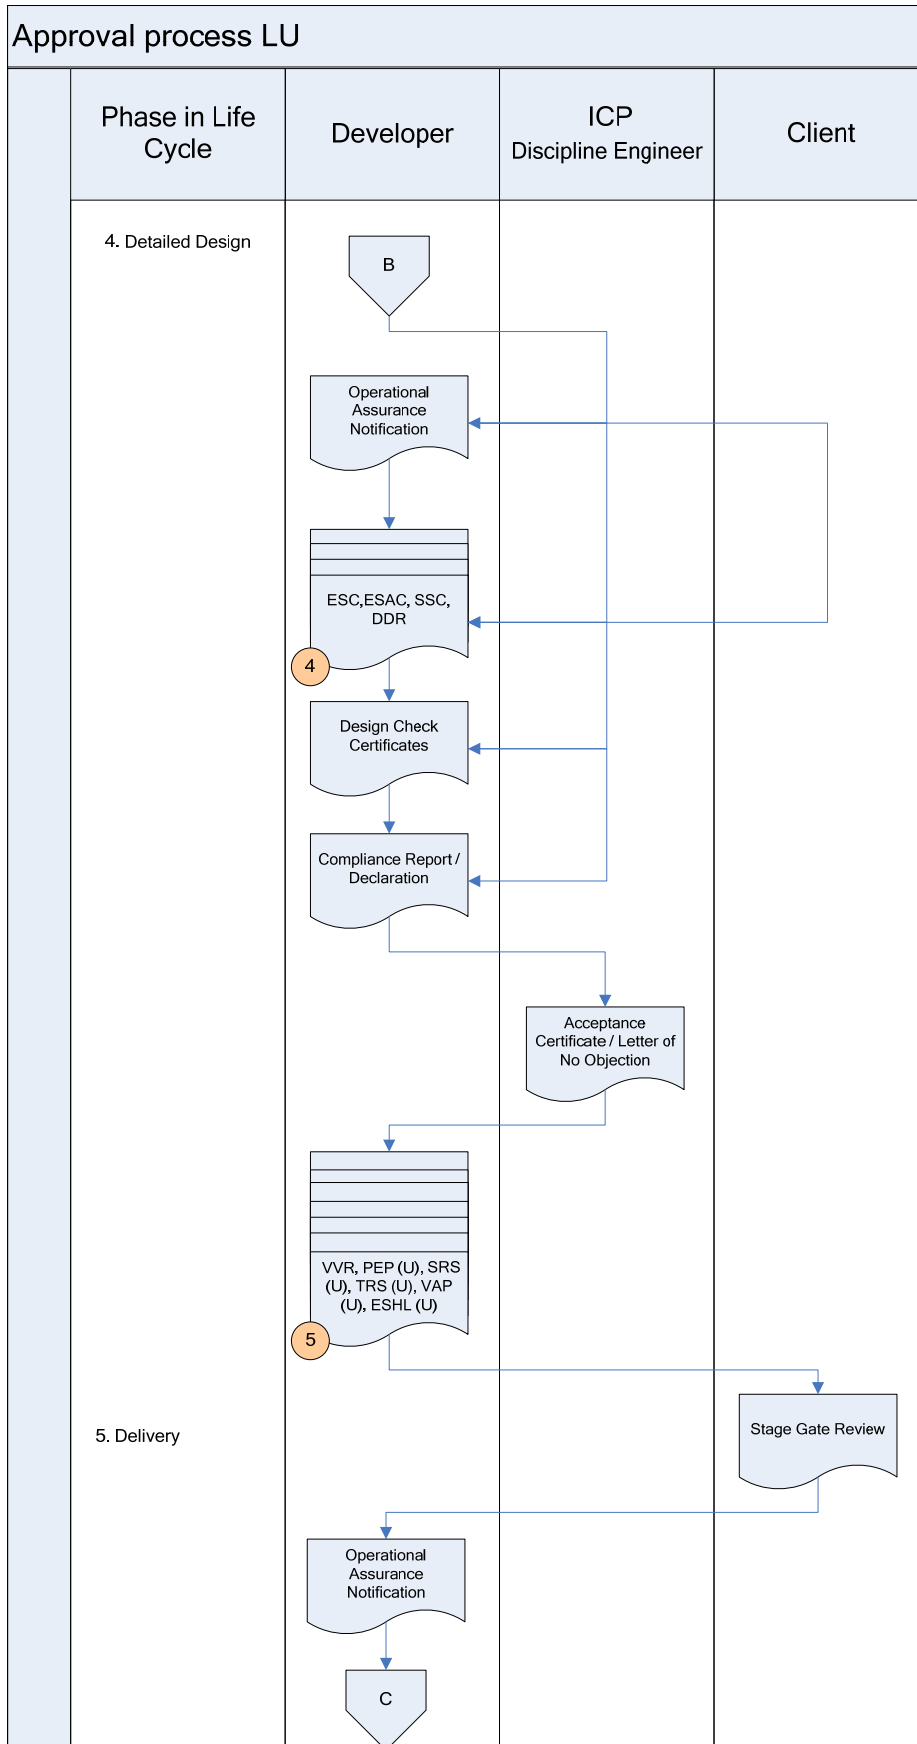 Approval process LU
Phase in Life
Cycle
Developer
ICP
Discipline Engineer
Client
4. Detailed Design
B
Operational
Assurance
Notification
ESC,ESAC, SSC,
DDR
4
Design Check
Certificates
Compliance Report /
Declaration
Acceptance
Certificate / Letter of
No Objection
VVR, PEP (U), SRS
(U), TRS (U), VAP
(U), ESHL (U)
5
5. Delivery
Stage Gate Review
Operational
Assurance
Notification
C